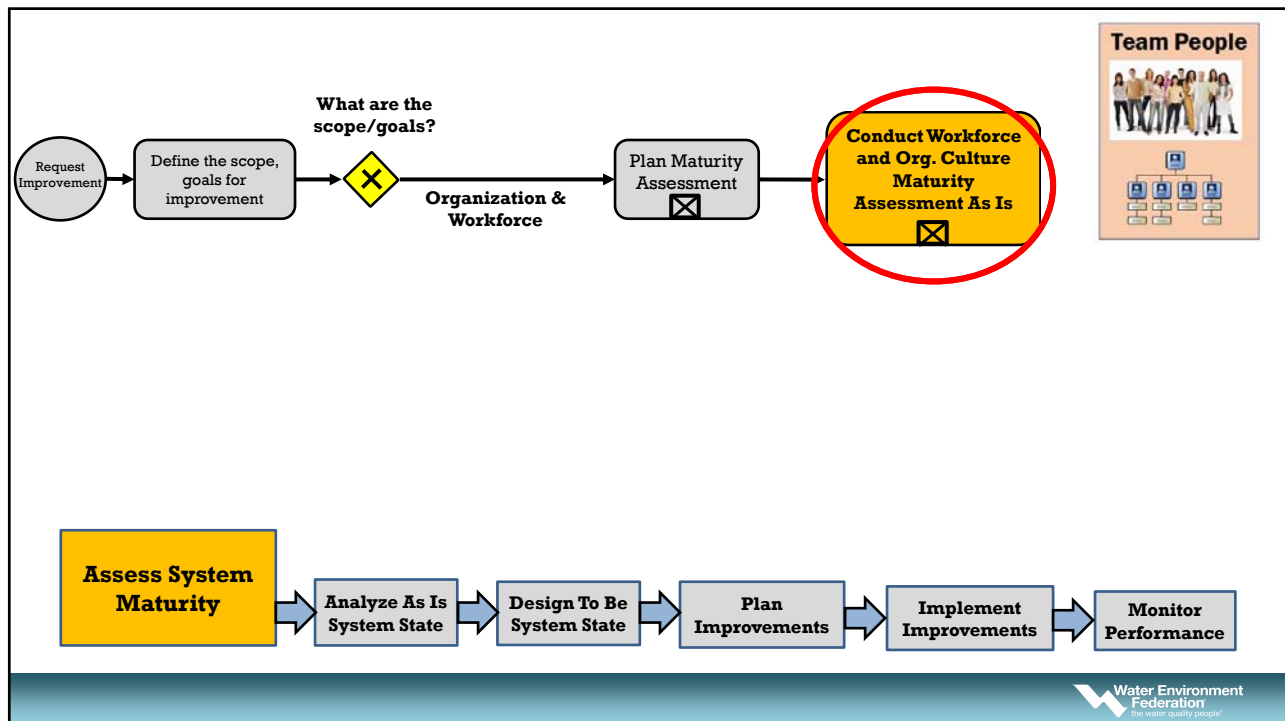 Team People
What are the
scope/goals?
Request
Improvement
Define the scope,
goals for
improvement
Organization &
Workforce
Plan Maturity
Assessment
Conduct Workforce
and Org. Culture
Maturity
Assessment As Is
Assess System
Maturity
Analyze As Is
System State
Design To Be
System State
Plan
Improvements
Implement
Improvements
Monitor
Performance
Water Environment
Federation
the water quality people®